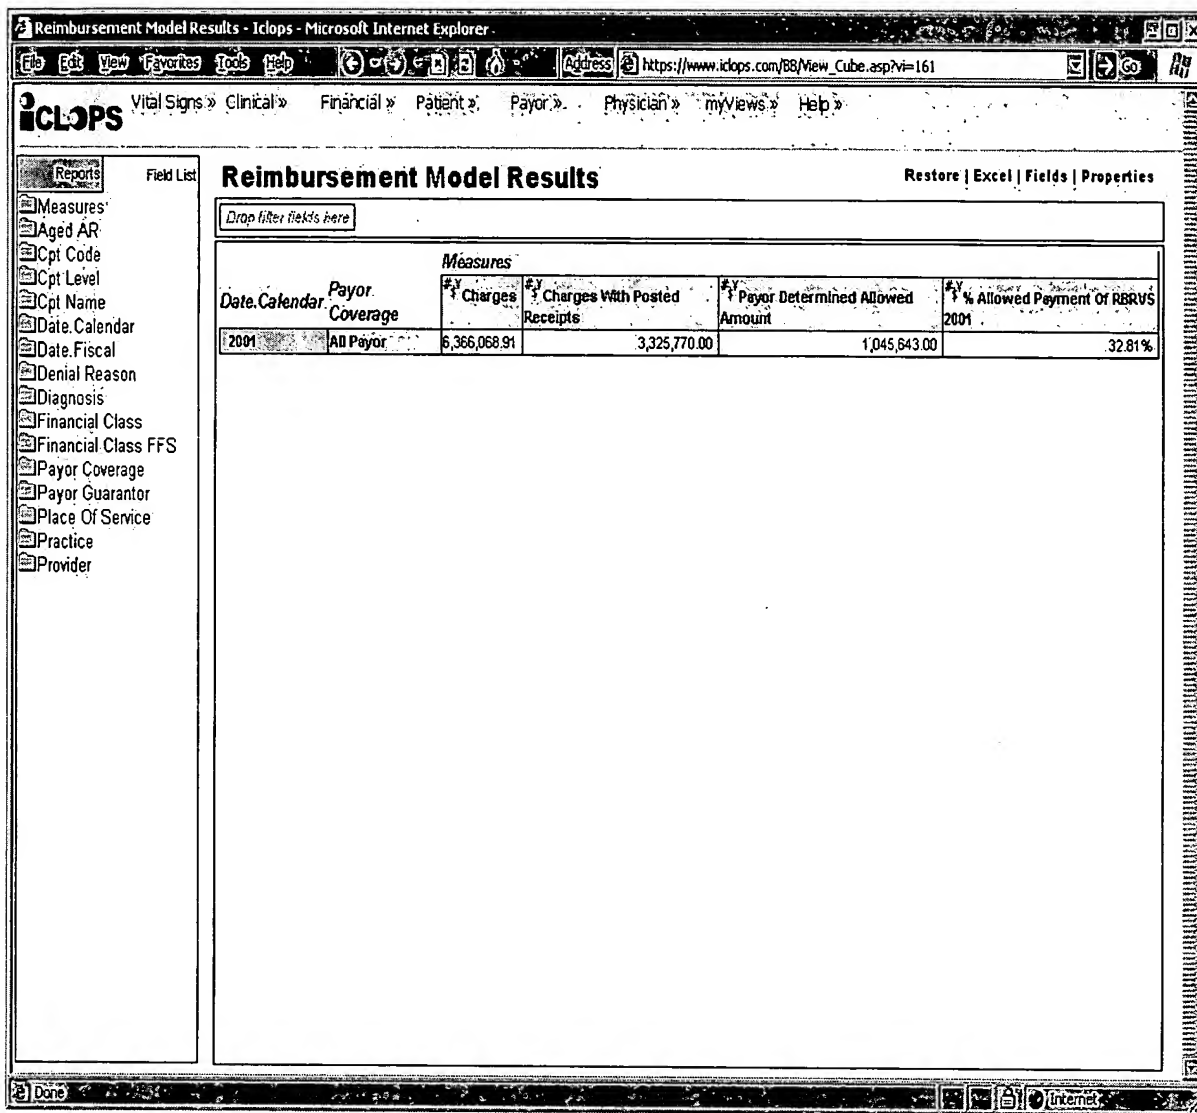 Reimbursement Model Results - Iclops - Microsoft Internet Explorer
File Edit View Favorites Tools Help Address https://www.iclops.com/BB/View_Cube.asp?vi=161 Go
ICLOPS Vital Signs » Clinical » Financial » Patient » Payor » Physician » myViews » Help »
Reports Field List
Reimbursement Model Results Restore | Excel | Fields | Properties
Measures
Aged AR
Cpt Code
Cpt Level
Cpt Name
Date.Calendar
Date.Fiscal
Denial Reason
Diagnosis
Financial Class
Financial Class FFS
Payor Coverage
Payor Guarantor
Place Of Service
Practice
Provider
Drop filter fields here
Measures
Date.Calendar Payor Coverage Charges Charges With Posted Receipts Payor Determined Allowed Amount % Allowed Payment Of RBRVS 2001
2001 All Payor 6,366,068.91 3,325,770.00 1,045,643.00 32.81%
Done Internet